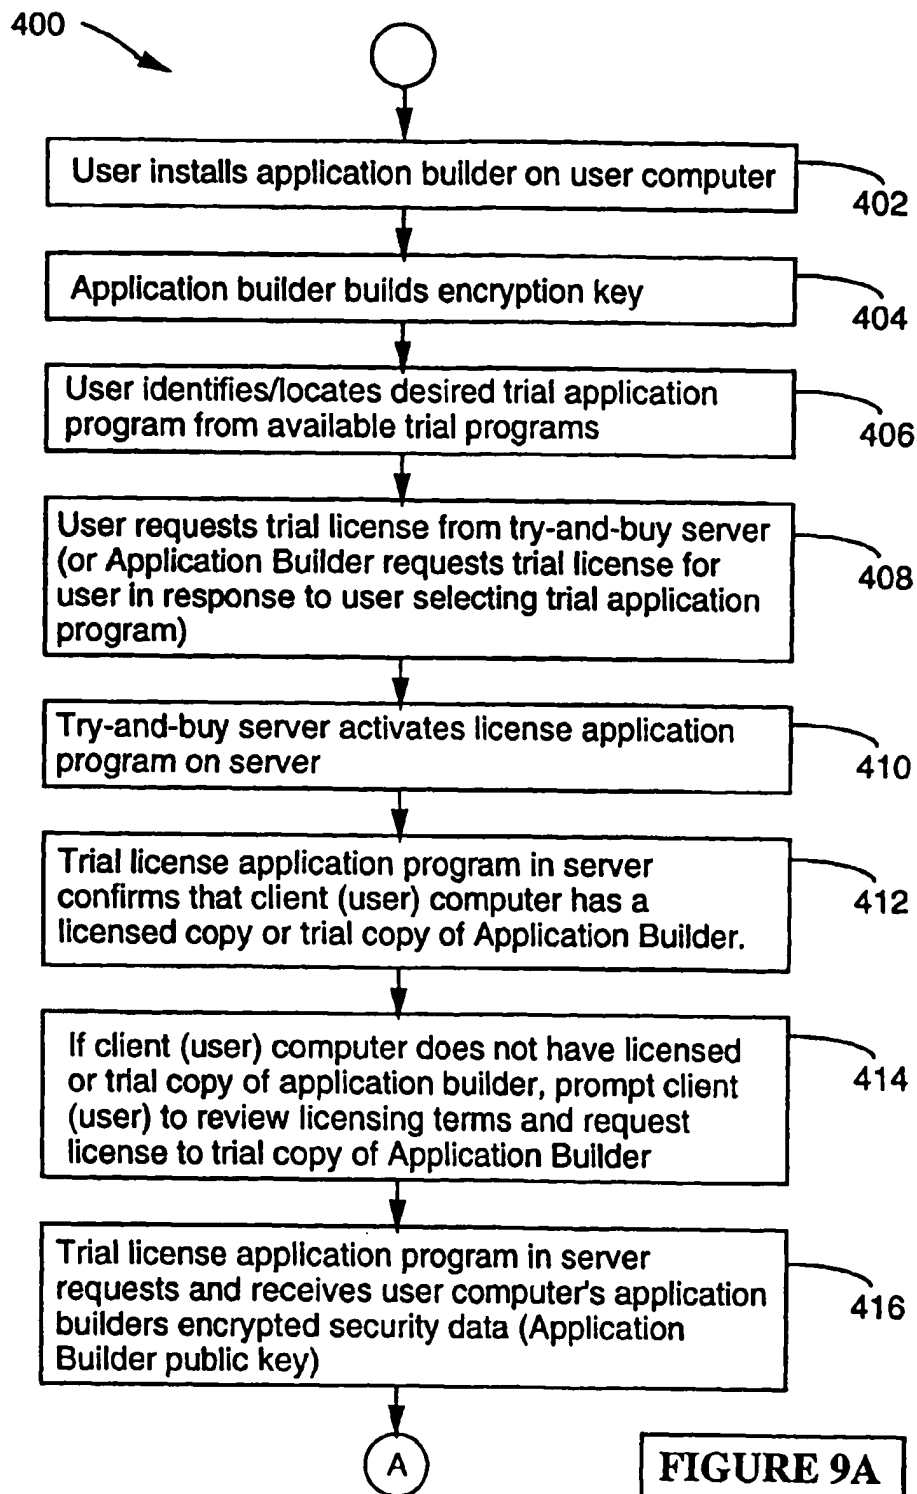 400
User installs application builder on user computer
402
Application builder builds encryption key
404
User identifies/locates desired trial application
program from available trial programs
406
User requests trial license from try-and-buy server
(or Application Builder requests trial license for
user in response to user selecting trial application
program)
408
Try-and-buy server activates license application
program on server
410
Trial license application program in server
confirms that client (user) computer has a
licensed copy or trial copy of Application Builder.
412
If client (user) computer does not have licensed
or trial copy of application builder, prompt client
(user) to review licensing terms and request
license to trial copy of Application Builder
414
Trial license application program in server
requests and receives user computer's application
builders encrypted security data (Application
Builder public key)
416
A
FIGURE 9A